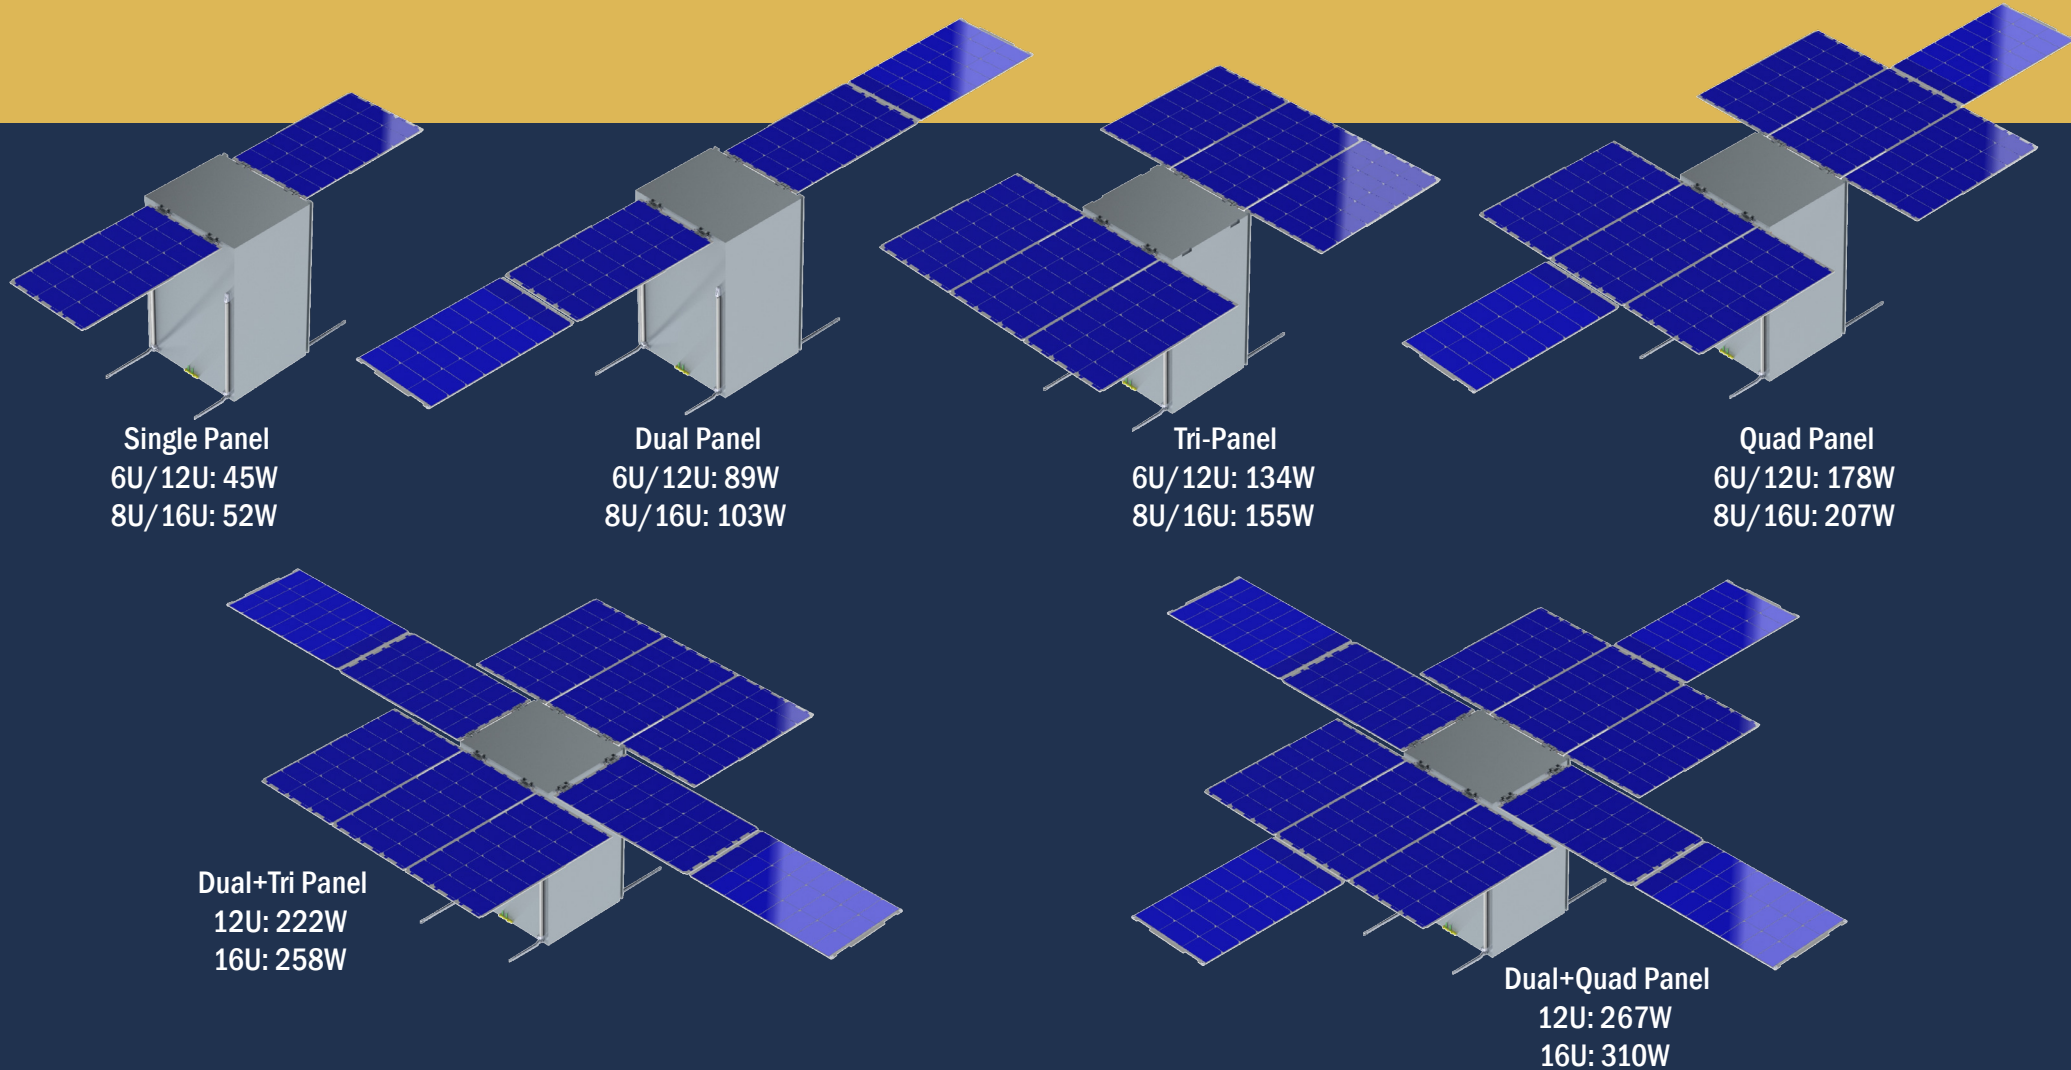 Single Panel
6U/12U: 45W
8U/16U: 52W
Dual Panel
6U/12U: 89W
8U/16U: 103W
Tri-Panel
6U/12U: 134W
8U/16U: 155W
Quad Panel
6U/12U: 178W
8U/16U: 207W
Dual+Tri Panel
12U: 222W
16U: 258W
Dual+Quad Panel
12U: 267W
16U: 310W